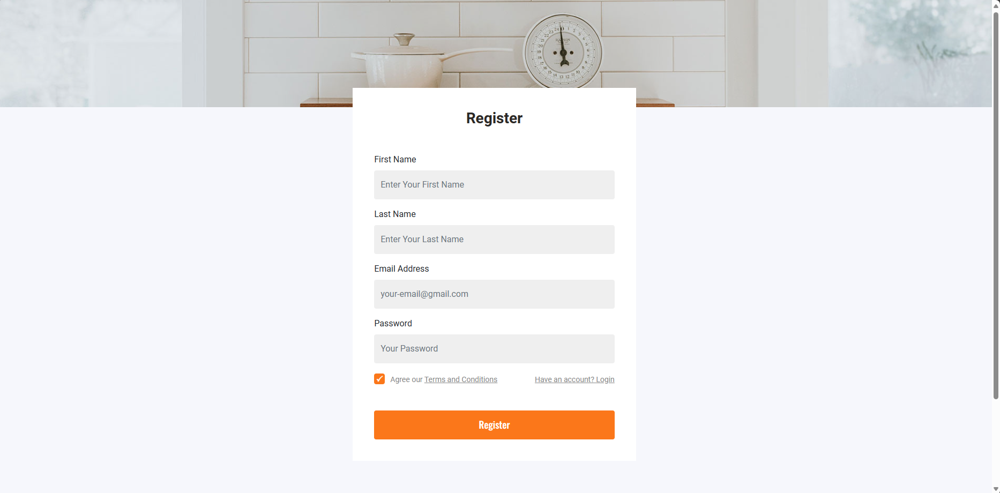 Register
First Name
Enter Your First Name
Last Name
Enter Your Last Name
Email Address
your-email@gmail.com
Password
Your Password
Agree our Terms and Conditions
Have an account? Login
Register